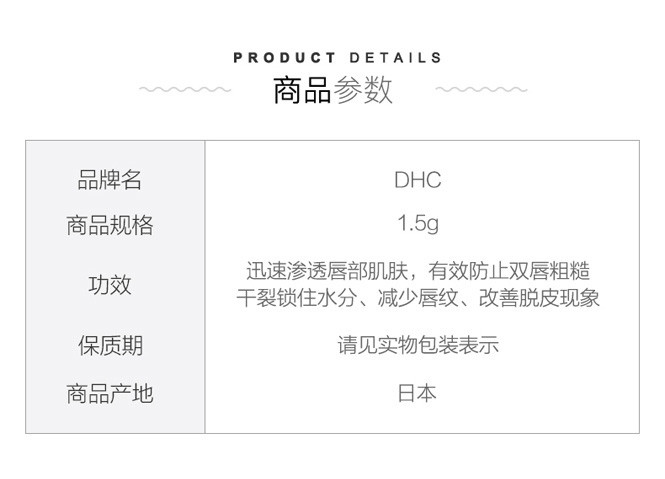 PRODUCT DETAILS
商品参数
品牌名 DHC
商品规格 1.5g
功效 迅速渗透唇部肌肤，有效防止双唇粗糙
干裂锁住水分、减少唇纹、改善脱皮现象
保质期 请见实物包装表示
商品产地 日本